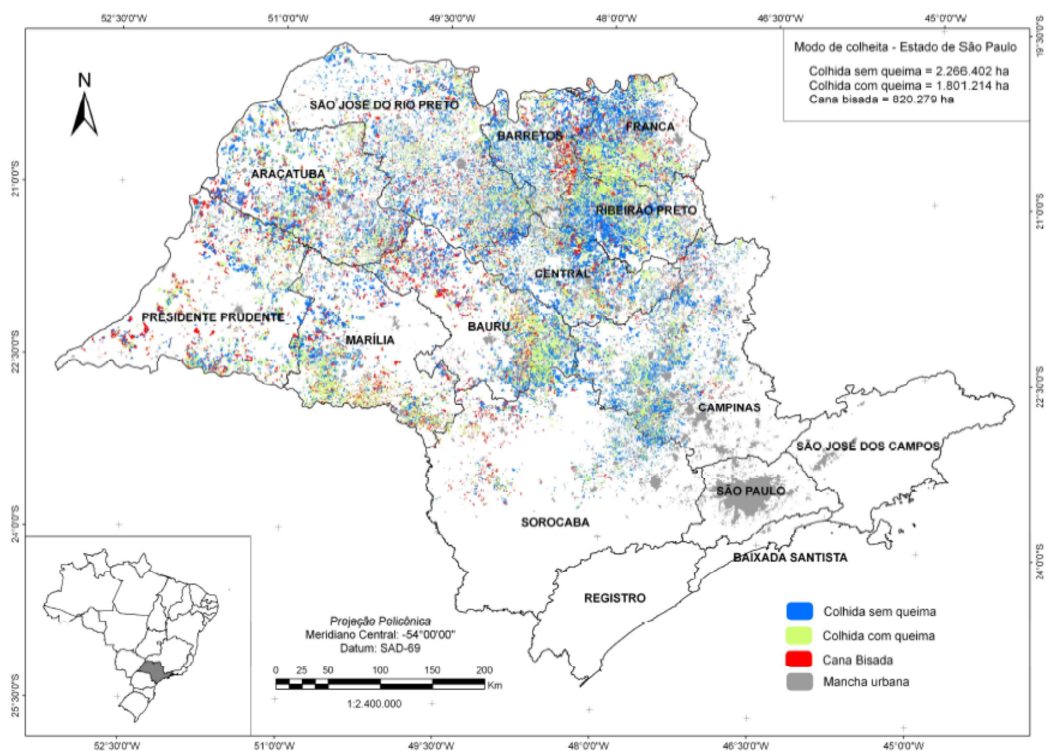 52°30'0"W
51°0'0"W
49°30'0"W
48°0'0"W
46°30'0"W
45°0'0"W
Modo de colheita - Estado de São Paulo
Colhida sem queima = 2.266.402 ha
Colhida com queima = 1.801.214 ha
Cana bisada = 820.279 ha
N
SÃO JOSÉ DO RIO PRETO
BARRETOS
FRANCA
ARAÇATUBA
RIBEIRÃO PRETO
CENTRAL
PRESIDENTE PRUDENTE
MARÍLIA
BAURU
CAMPINAS
SÃO JOSÉ DOS CAMPOS
SÃO PAULO
SOROCABA
BAIXADA SANTISTA
REGISTRO
21°0'0"S
22°30'0"S
24°0'0"S
25°30'0"S
21°0'0"S
22°30'0"S
24°0'0"S
Projeção Policônica
Meridiano Central: -54°00'00"
Datum: SAD-69
0 25 50 100 150 200
Km
1:2.400.000
Colhida sem queima
Colhida com queima
Cana Bisada
Mancha urbana
52°30'0"W
51°0'0"W
49°30'0"W
48°0'0"W
46°30'0"W
45°0'0"W